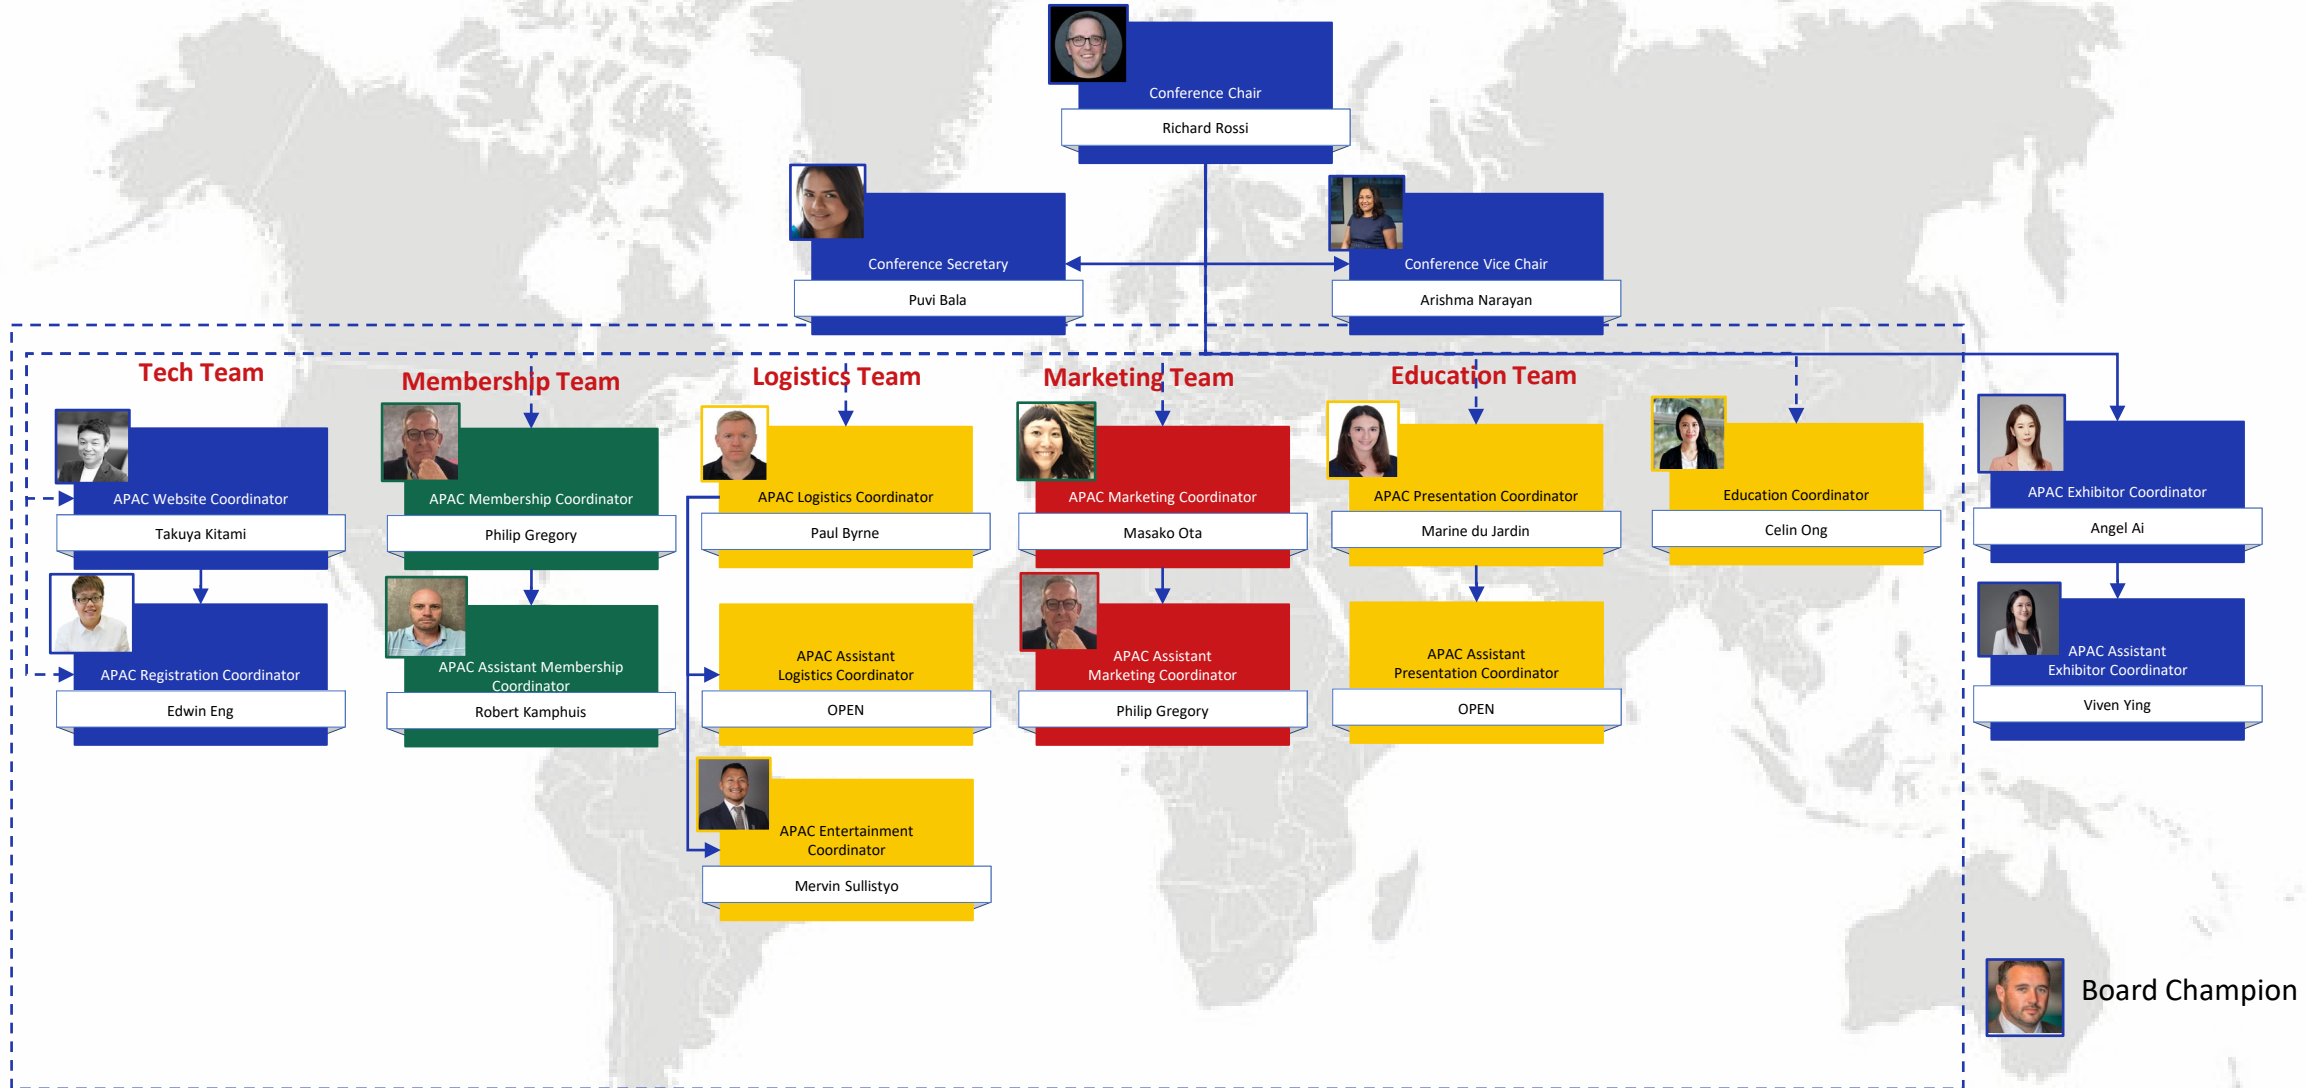 Conference Chair
Richard Rossi
Conference Secretary
Puvi Bala
Conference Vice Chair
Arishma Narayan
Tech Team
Membership Team
Logistics Team
Marketing Team
Education Team
APAC Website Coordinator
Takuya Kitami
APAC Membership Coordinator
Philip Gregory
APAC Logistics Coordinator
Paul Byrne
APAC Marketing Coordinator
Masako Ota
APAC Presentation Coordinator
Marine du Jardin
Education Coordinator
Celin Ong
APAC Exhibitor Coordinator
Angel Ai
APAC Registration Coordinator
Edwin Eng
APAC Assistant Membership
Coordinator
Robert Kamphuis
APAC Assistant
Logistics Coordinator
OPEN
APAC Assistant
Marketing Coordinator
Philip Gregory
APAC Assistant
Presentation Coordinator
OPEN
APAC Assistant
Exhibitor Coordinator
Viven Ying
APAC Entertainment
Coordinator
Mervin Sullistyo
Board Champion